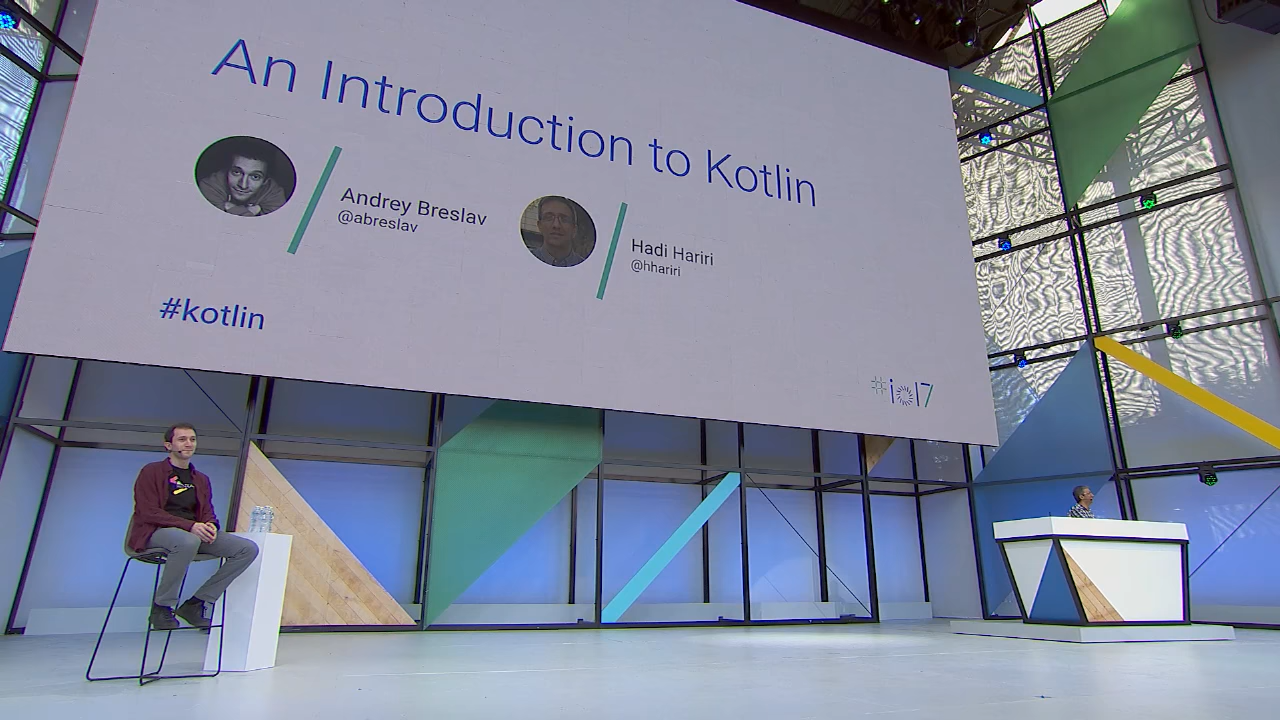 An Introduction to Kotlin
Andrey Breslav
@abreslav
Hadi Hariri
@hhariri
#kotlin
#io17